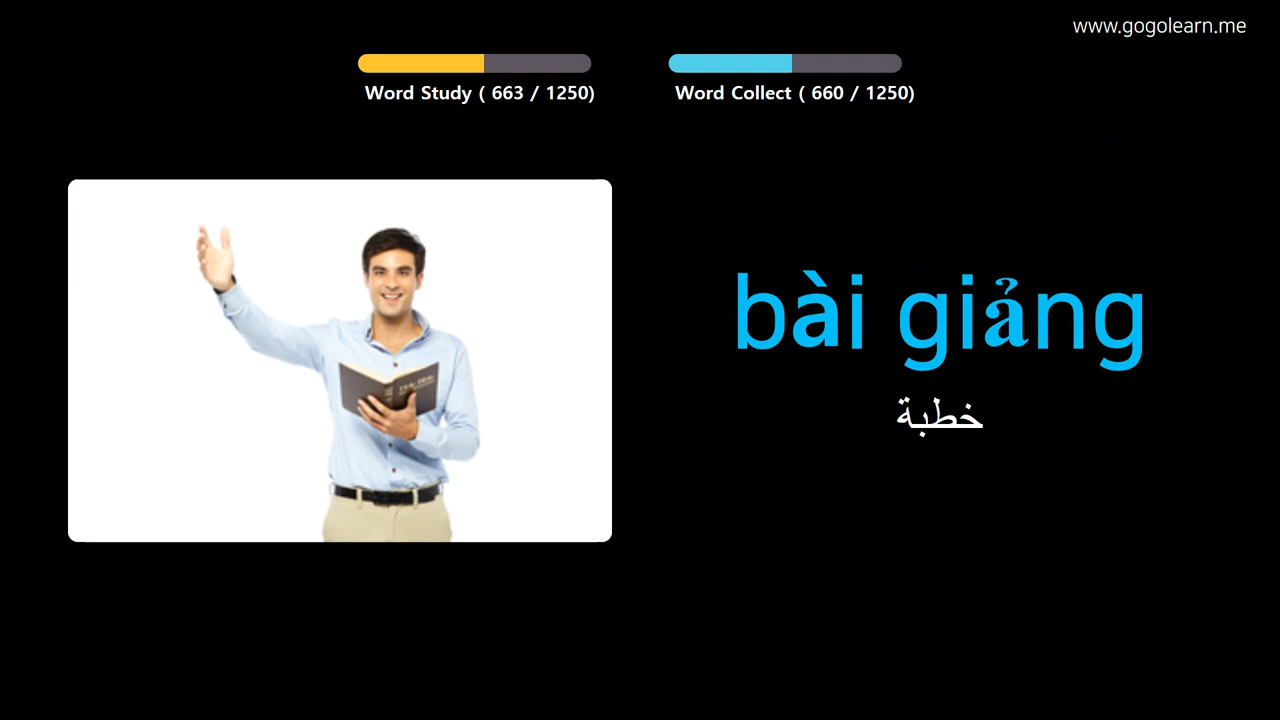 www.gogolearn.me
Word Study ( 663 / 1250)
Word Collect ( 660 / 1250)
bài giảng
خطبة